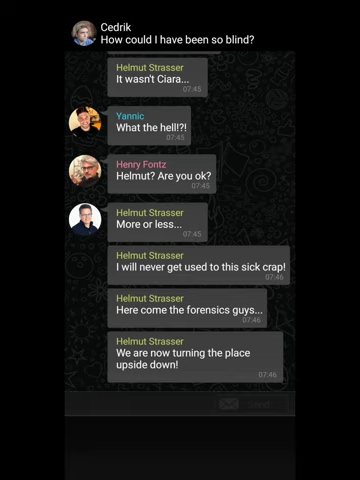 Cedrik
How could I have been so blind?
Helmut Strasser
It wasn't Ciara...
07:45
Yannic
What the hell!?!
07:45
Henry Fontz
Helmut? Are you ok?
07:45
Helmut Strasser
More or less...
07:45
Helmut Strasser
I will never get used to this sick crap!
07:46
Helmut Strasser
Here come the forensics guys...
07:46
Helmut Strasser
We are now turning the place
upside down!
07:46
Send